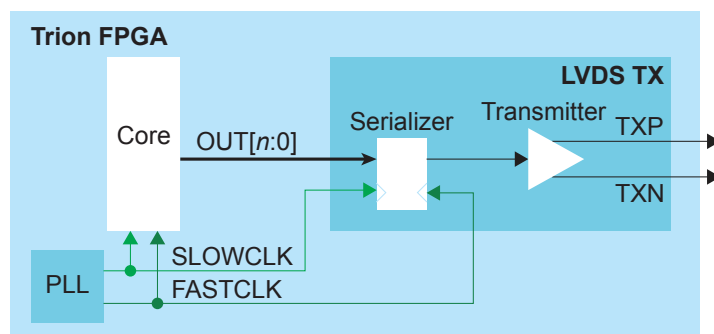 Trion FPGA
LVDS TX
Core
OUT[n:0]
Serializer
Transmitter
TXP
TXN
SLOWCLK
PLL
FASTCLK